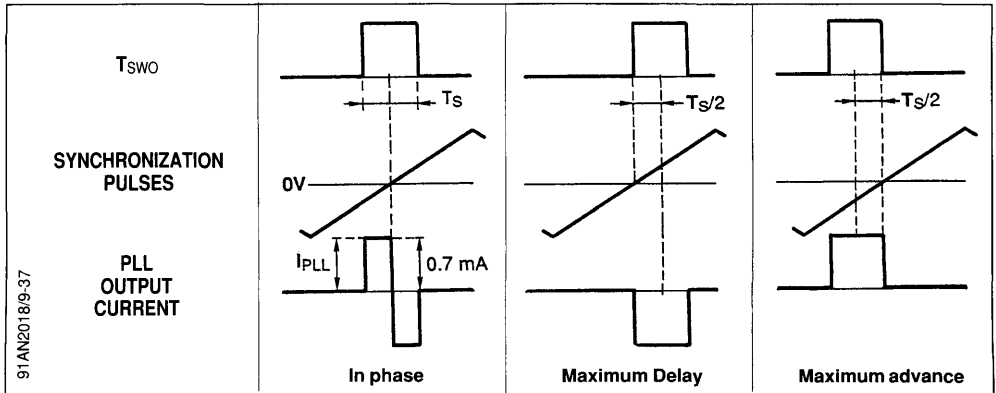 TSWO
TS
TS/2
TS/2
SYNCHRONIZATION
PULSES
0V
PLL
OUTPUT
CURRENT
IPLL
0.7 mA
In phase
Maximum Delay
Maximum advance
91AN2018/9-37